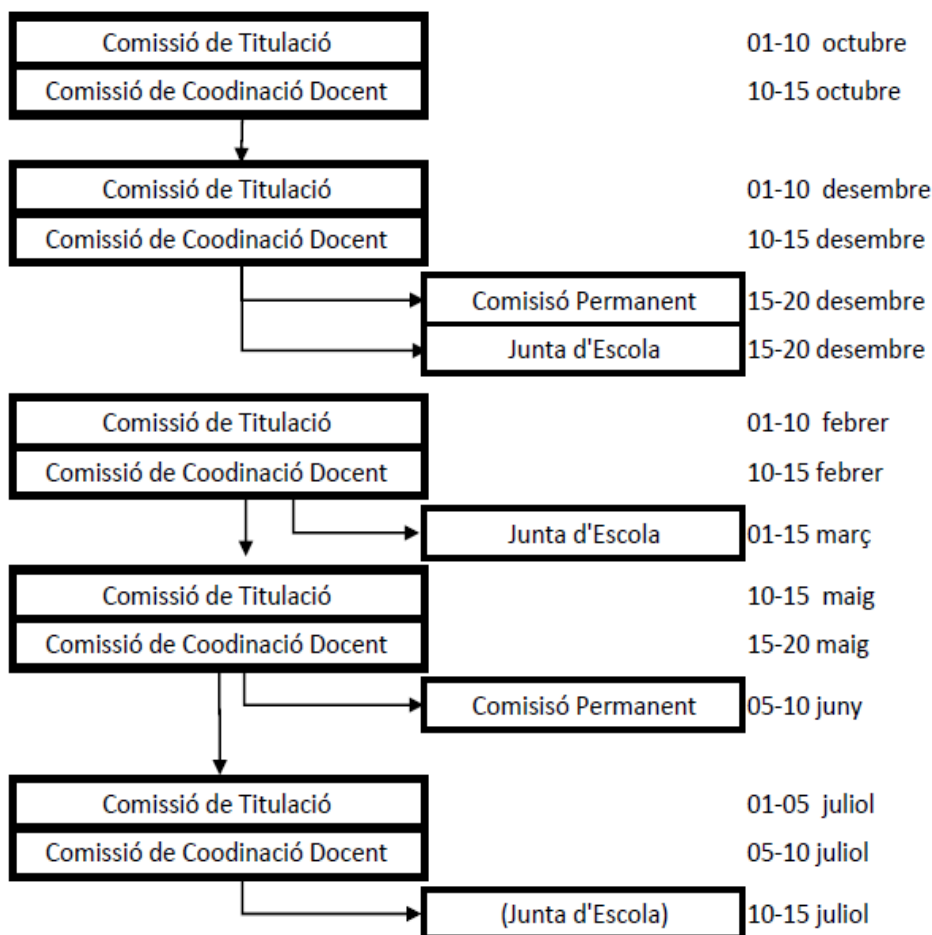 Comissió de Titulació 01-10 octubre
Comissió de Coodinació Docent 10-15 octubre
Comissió de Titulació 01-10 desembre
Comissió de Coodinació Docent 10-15 desembre
Comisisó Permanent 15-20 desembre
Junta d'Escola 15-20 desembre
Comissió de Titulació 01-10 febrer
Comissió de Coodinació Docent 10-15 febrer
Junta d'Escola 01-15 març
Comissió de Titulació 10-15 maig
Comissió de Coodinació Docent 15-20 maig
Comisisó Permanent 05-10 juny
Comissió de Titulació 01-05 juliol
Comissió de Coodinació Docent 05-10 juliol
(Junta d'Escola) 10-15 juliol